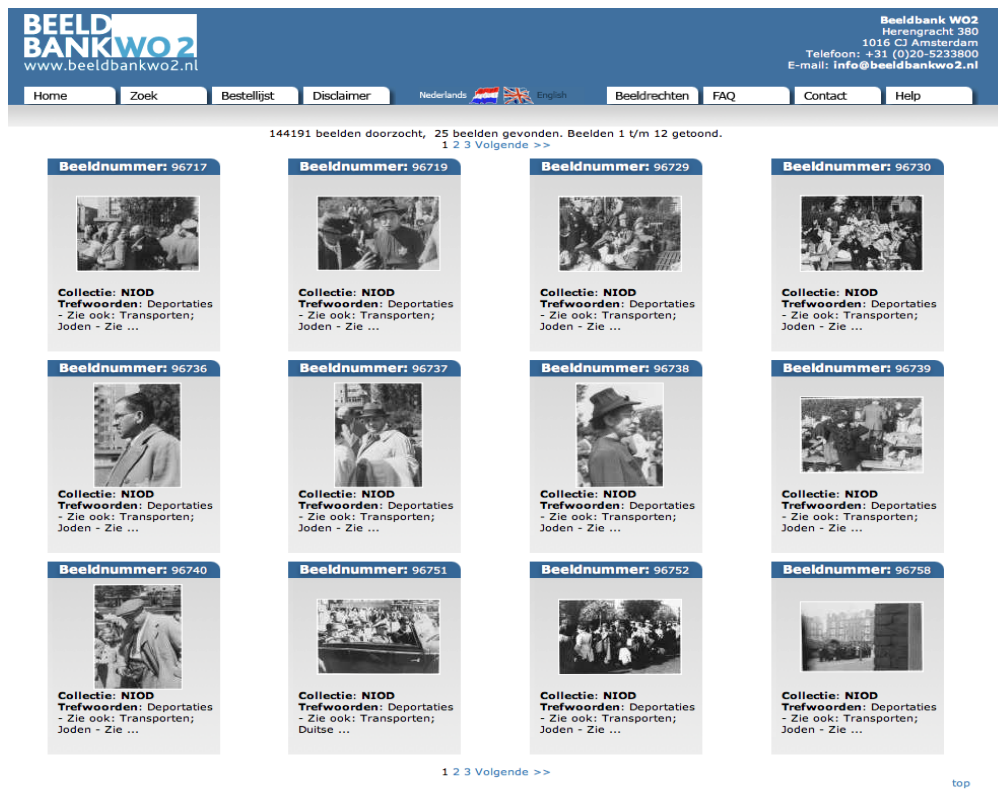 BEELD
BANKWO2
www.beeldbankwo2.nl
Beeldbank WO2
Herengracht 380
1016 CJ Amsterdam
Telefoon: +31 (0)20-5233800
E-mail: info@beeldbankwo2.nl
Home Zoek Bestellijst Disclaimer Nederlands English Beeldrechten FAQ Contact Help
144191 beelden doorzocht, 25 beelden gevonden. Beelden 1 t/m 12 getoond.
1 2 3 Volgende >>
Beeldnummer: 96717
Collectie: NIOD
Trefwoorden: Deportaties
- Zie ook: Transporten;
Joden - Zie ...
Beeldnummer: 96719
Collectie: NIOD
Trefwoorden: Deportaties
- Zie ook: Transporten;
Joden - Zie ...
Beeldnummer: 96729
Collectie: NIOD
Trefwoorden: Deportaties
- Zie ook: Transporten;
Joden - Zie ...
Beeldnummer: 96730
Collectie: NIOD
Trefwoorden: Deportaties
- Zie ook: Transporten;
Joden - Zie ...
Beeldnummer: 96736
Collectie: NIOD
Trefwoorden: Deportaties
- Zie ook: Transporten;
Joden - Zie ...
Beeldnummer: 96737
Collectie: NIOD
Trefwoorden: Deportaties
- Zie ook: Transporten;
Joden - Zie ...
Beeldnummer: 96738
Collectie: NIOD
Trefwoorden: Deportaties
- Zie ook: Transporten;
Joden - Zie ...
Beeldnummer: 96739
Collectie: NIOD
Trefwoorden: Deportaties
- Zie ook: Transporten;
Joden - Zie ...
Beeldnummer: 96740
Collectie: NIOD
Trefwoorden: Deportaties
- Zie ook: Transporten;
Joden - Zie ...
Beeldnummer: 96751
Collectie: NIOD
Trefwoorden: Deportaties
- Zie ook: Transporten;
Duitse ...
Beeldnummer: 96752
Collectie: NIOD
Trefwoorden: Deportaties
- Zie ook: Transporten;
Joden - Zie ...
Beeldnummer: 96758
Collectie: NIOD
Trefwoorden: Deportaties
- Zie ook: Transporten;
Joden - Zie ...
1 2 3 Volgende >>
top